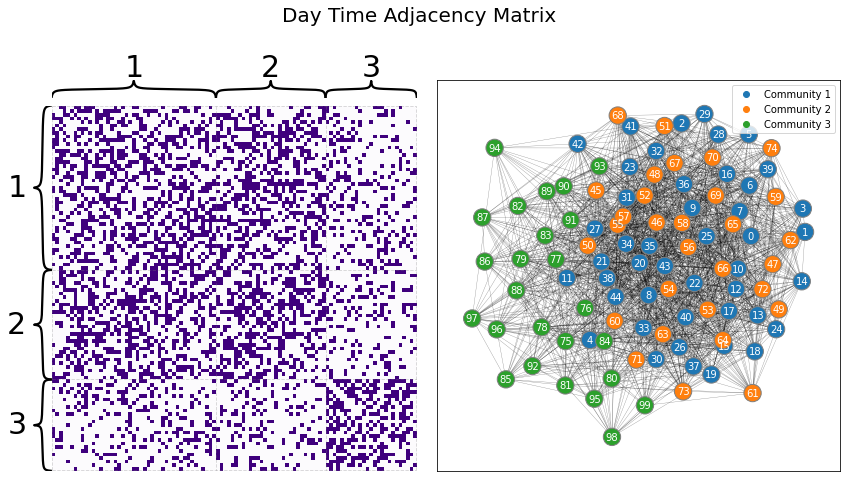 Day Time Adjacency Matrix
1 2 3
1
2
3
Community 1
Community 2
Community 3
68 41 51 2 29 28 74
42 32 67 70 39
94 93 23 48 16
90 89 45 31 52 36 69 6 59
82 91 57 55 46 9 58 7 65 3
87 83 27 34 35 56 25 0 62 1
86 79 77 50 21 20 43 66 10 47
88 11 38 44 8 54 22 12 72 14
97 96 78 76 60 33 40 53 17 13 49 24
75 4 84 63 26 64 18
92 71 30 37 19
85 81 80 73 61
95 99
98